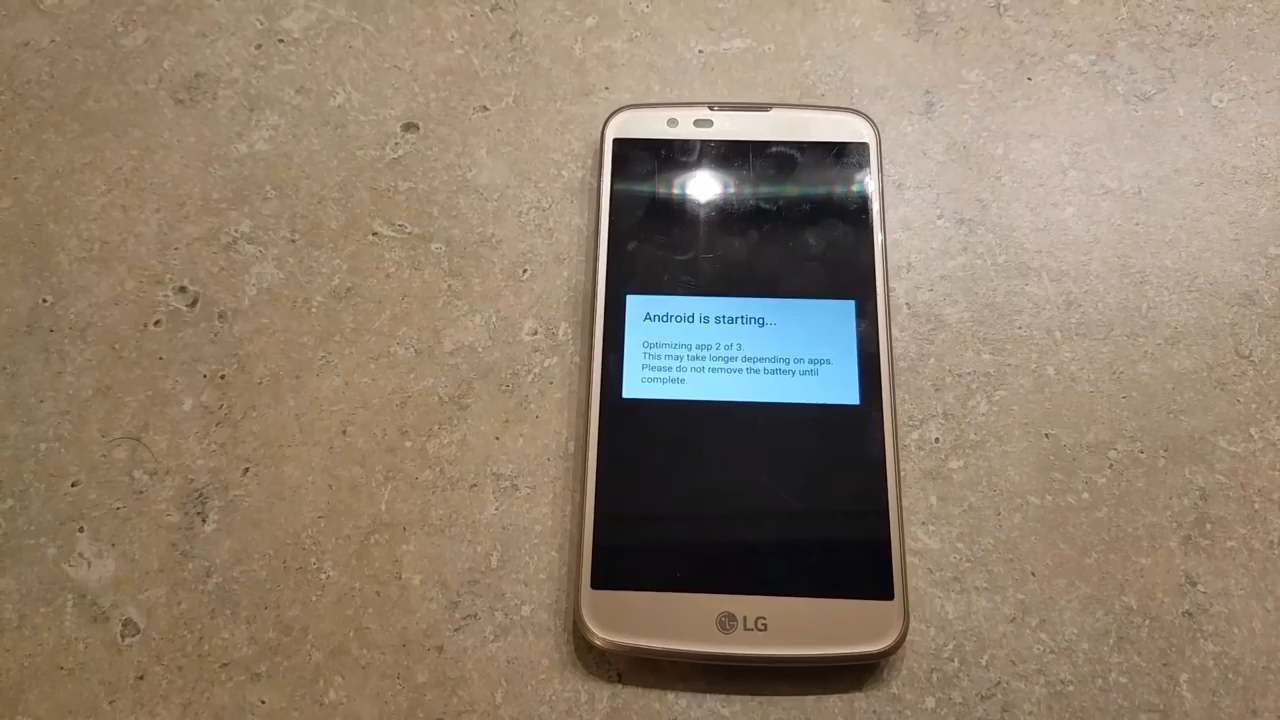 Android is starting...
Optimizing app 2 of 3.
This may take longer depending on apps.
Please do not remove the battery until
complete.
LG